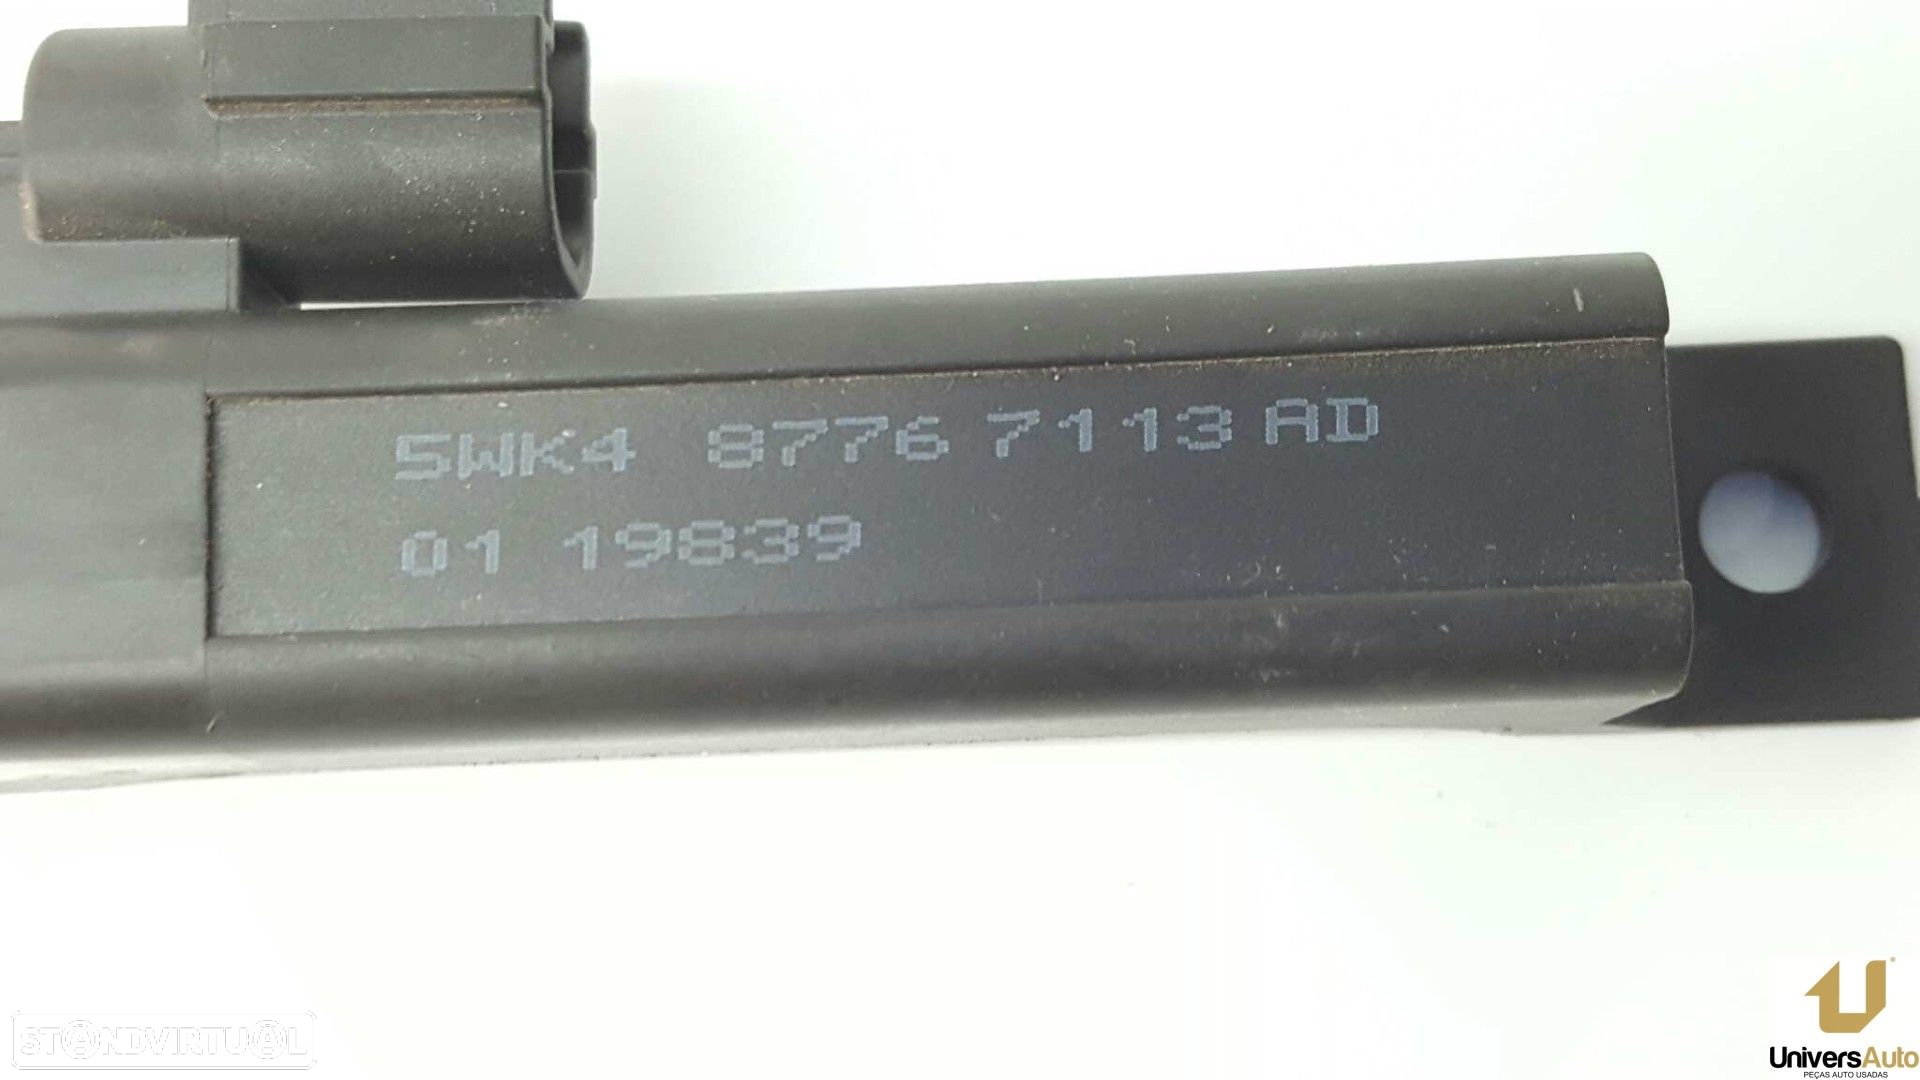 5WK4 8776 7113 AD
01 19839
STANDVIRTUAL
UniversAuto
PEÇAS AUTO USADAS